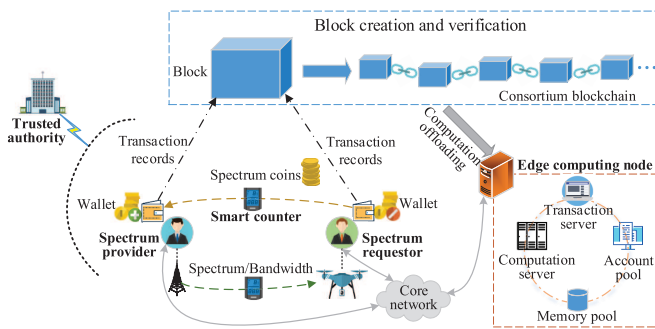 Block creation and verification
Block
Consortium blockchain
Trusted
authority
Transaction
records
Transaction
records
Computation
offloading
Spectrum coins
Edge computing node
Wallet
Smart counter
Wallet
Transaction
server
Spectrum
provider
Spectrum
requestor
Computation
server
Account
pool
Spectrum/Bandwidth
Core
network
Memory pool